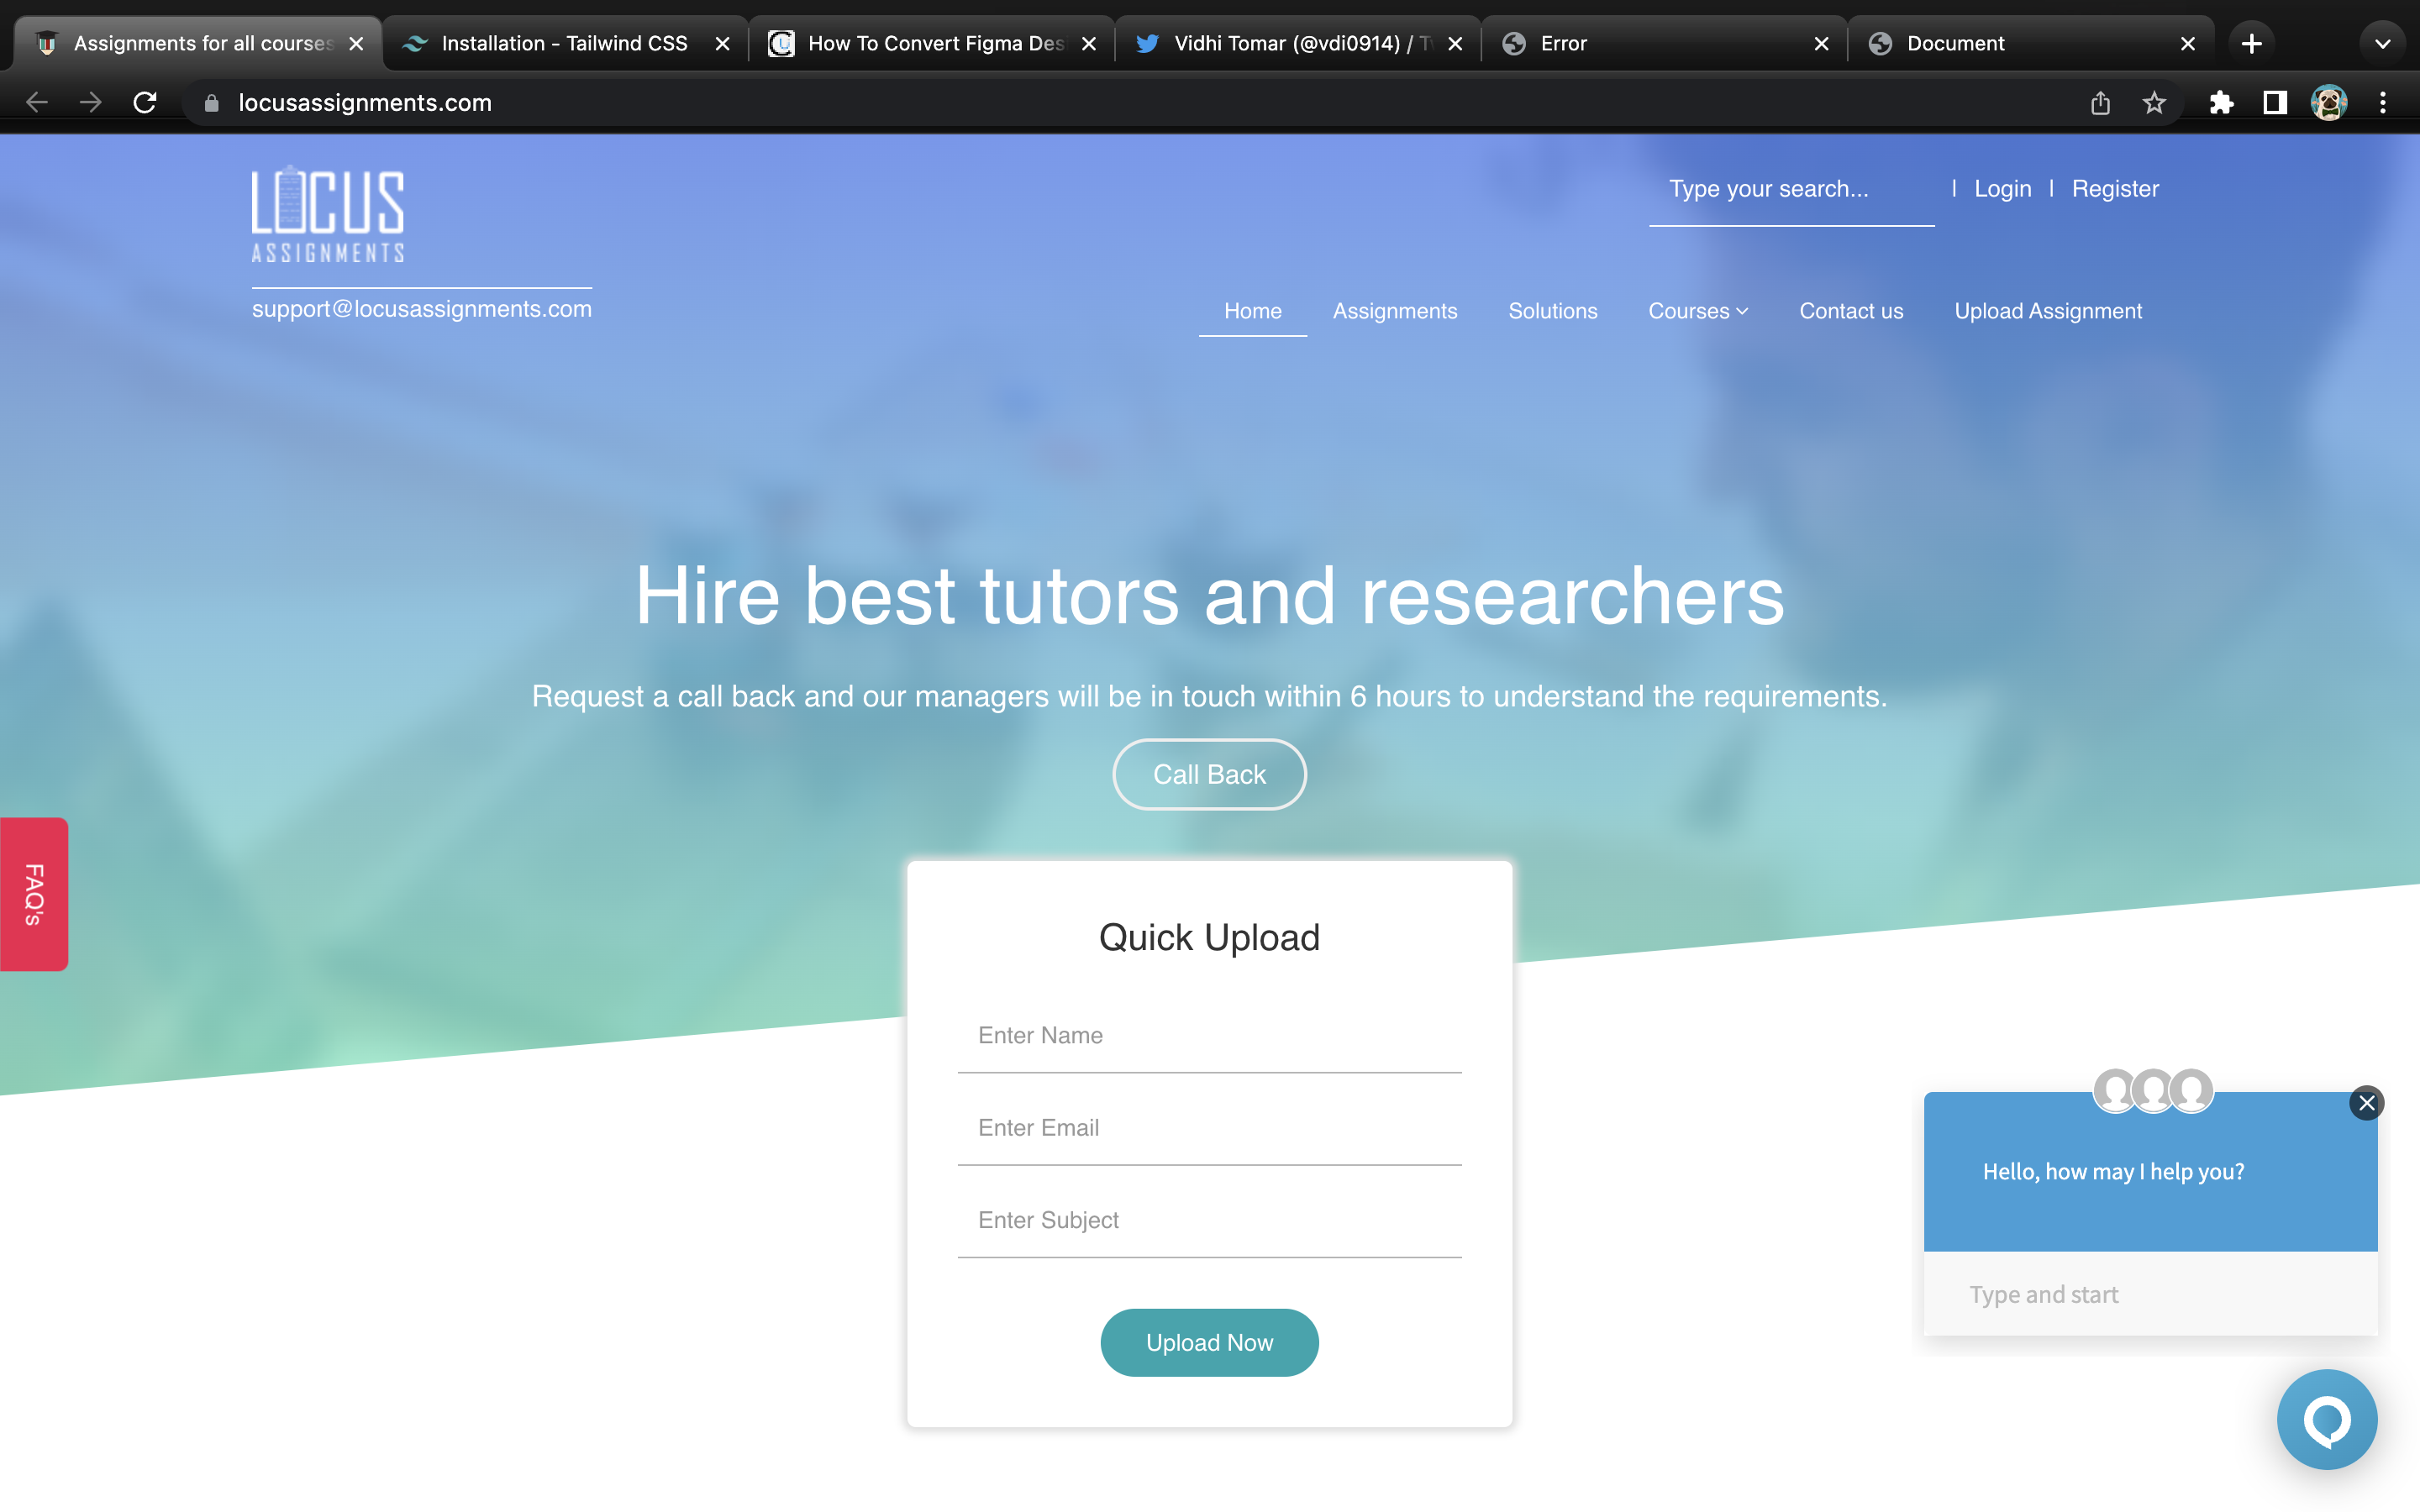 Assignments for all courses
Installation - Tailwind CSS
How To Convert Figma Des
Vidhi Tomar (@vdi0914) / Tw
Error
Document
locusassignments.com
LOCUS
ASSIGNMENTS
support@locusassignments.com
Type your search...
| Login | Register
Home
Assignments
Solutions
Courses
Contact us
Upload Assignment
Hire best tutors and researchers
Request a call back and our managers will be in touch within 6 hours to understand the requirements.
Call Back
FAQ's
Quick Upload
Enter Name
Enter Email
Enter Subject
Upload Now
Hello, how may I help you?
Type and start